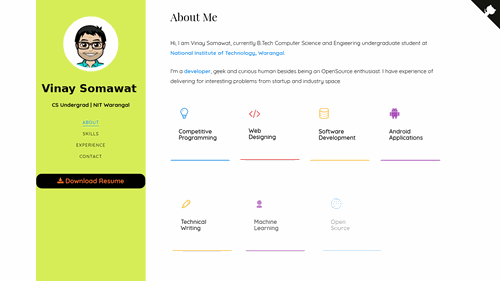 Vinay Somawat
CS Undergrad | NIT Warangal
ABOUT
SKILLS
EXPERIENCE
CONTACT
Download Resume
About Me
Hi, I am Vinay Somawat, currently B.Tech Computer Science and Engieering undergraduate student at
National Institute of Technology, Warangal.
I'm a developer, geek and curious human besides being an OpenSource enthusiast. I have experience of
delivering for interesting problems from startup and industry space
Competitive
Programming
Web
Designing
Software
Development
Android
Applications
Technical
Writing
Machine
Learning
Open
Source